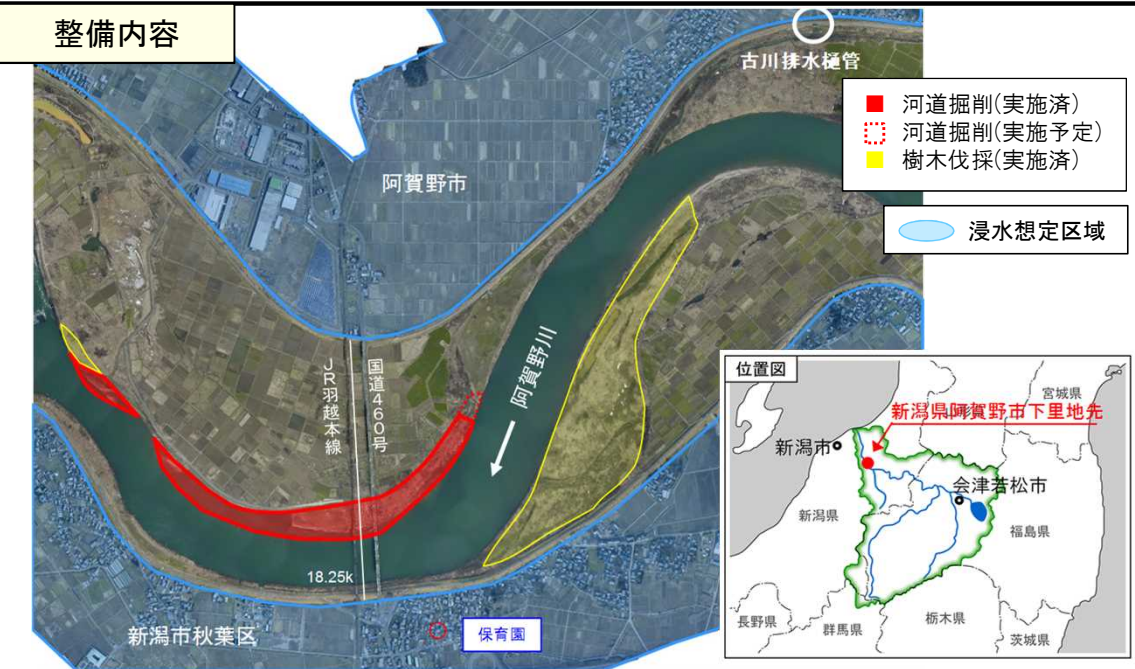 整備内容
古川排水樋管
河道掘削(実施済)
河道掘削(実施予定)
樹木伐採(実施済)
浸水想定区域
阿賀野市
阿賀野川
国道460号
JR羽越本線
18.25k
新潟市秋葉区
保育園
位置図
宮城県
新潟県阿賀野市下里地先
新潟市
会津若松市
新潟県
福島県
長野県
群馬県
栃木県
茨城県